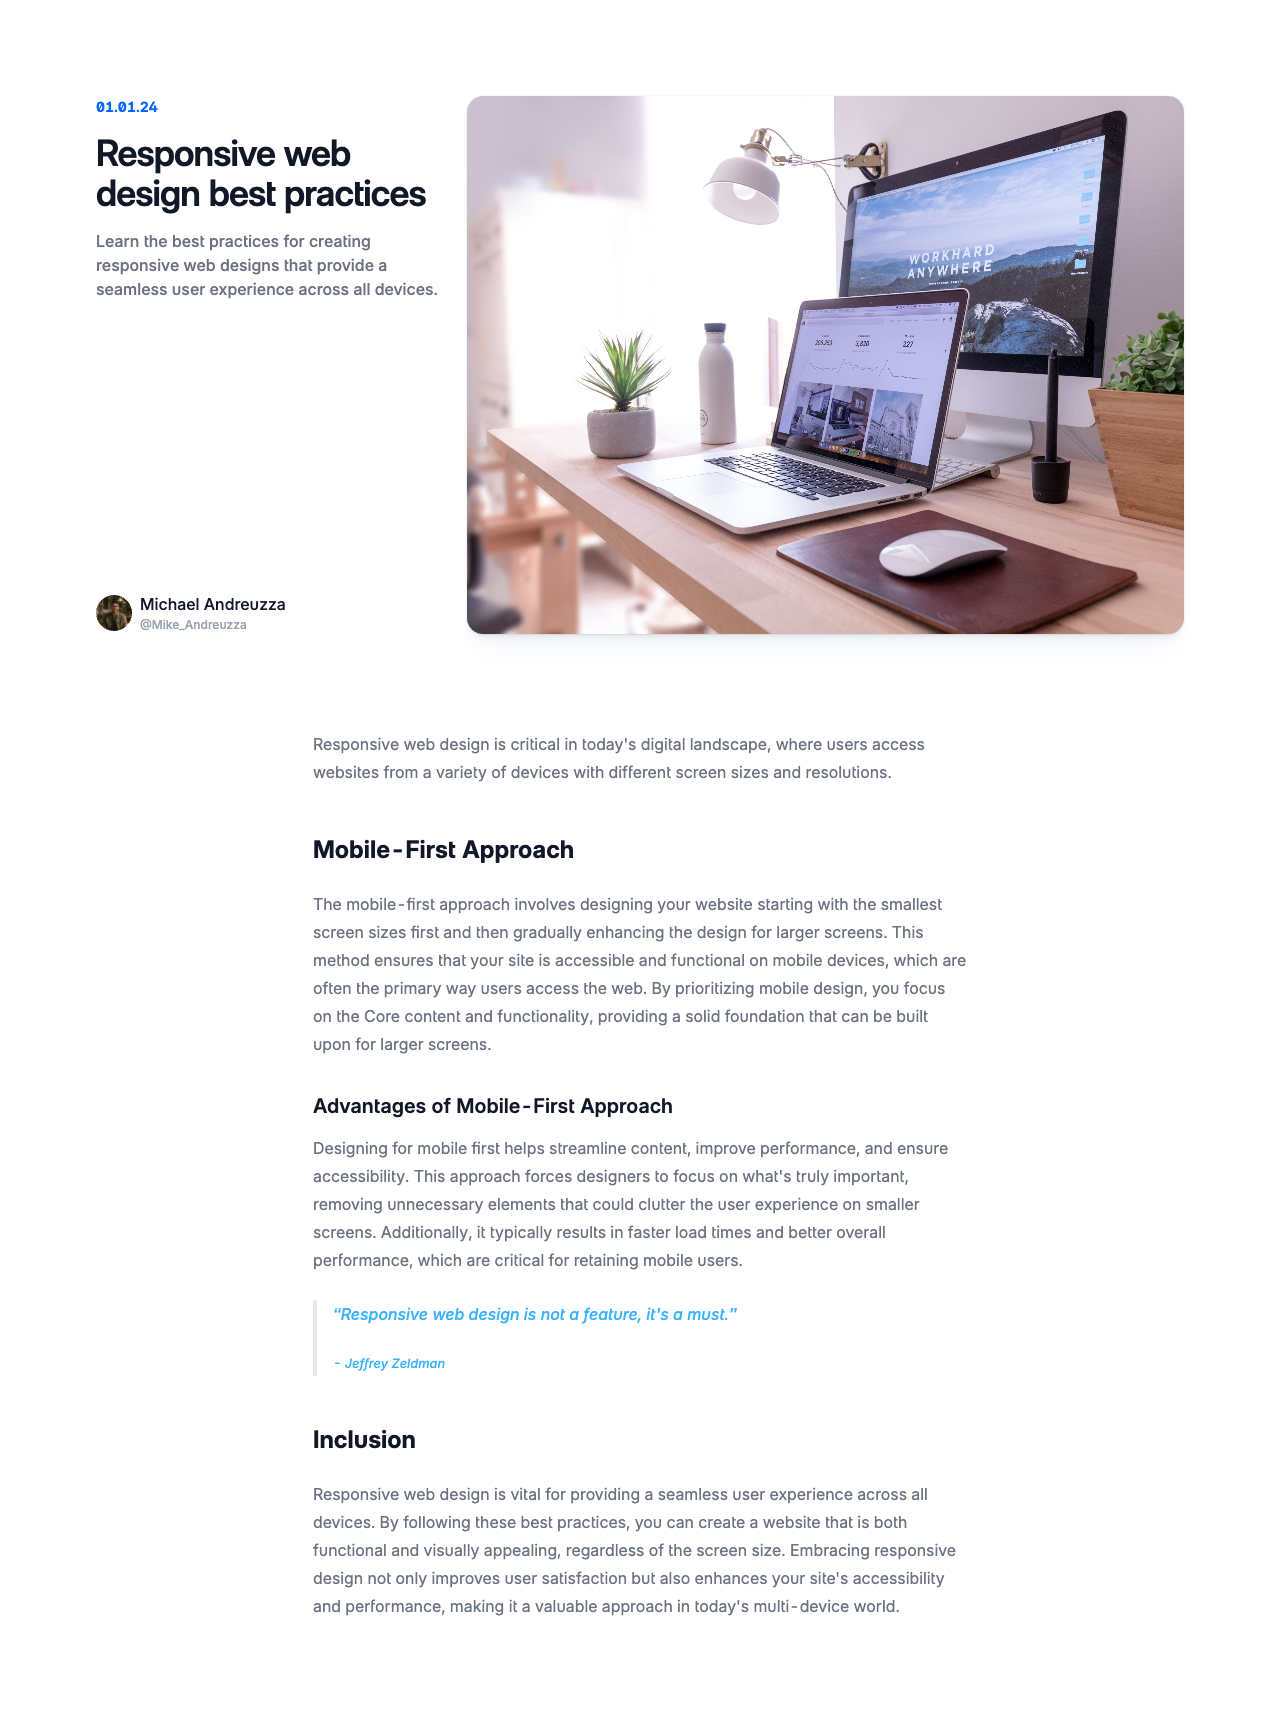 01.01.24
Responsive web
design best practices
Learn the best practices for creating
responsive web designs that provide a
seamless user experience across all devices.
WORKHARD
ANYWHERE
3,820
227
Michael Andreuzza
@Mike_Andreuzza
Responsive web design is critical in today's digital landscape, where users access
websites from a variety of devices with different screen sizes and resolutions.
Mobile-First Approach
The mobile-first approach involves designing your website starting with the smallest
screen sizes first and then gradually enhancing the design for larger screens. This
method ensures that your site is accessible and functional on mobile devices, which are
often the primary way users access the web. By prioritizing mobile design, you focus
on the Core content and functionality, providing a solid foundation that can be built
upon for larger screens.
Advantages of Mobile-First Approach
Designing for mobile first helps streamline content, improve performance, and ensure
accessibility. This approach forces designers to focus on what's truly important,
removing unnecessary elements that could clutter the user experience on smaller
screens. Additionally, it typically results in faster load times and better overall
performance, which are critical for retaining mobile users.
“Responsive web design is not a feature, it's a must.”
- Jeffrey Zeldman
Inclusion
Responsive web design is vital for providing a seamless user experience across all
devices. By following these best practices, you can create a website that is both
functional and visually appealing, regardless of the screen size. Embracing responsive
design not only improves user satisfaction but also enhances your site's accessibility
and performance, making it a valuable approach in today's multi-device world.